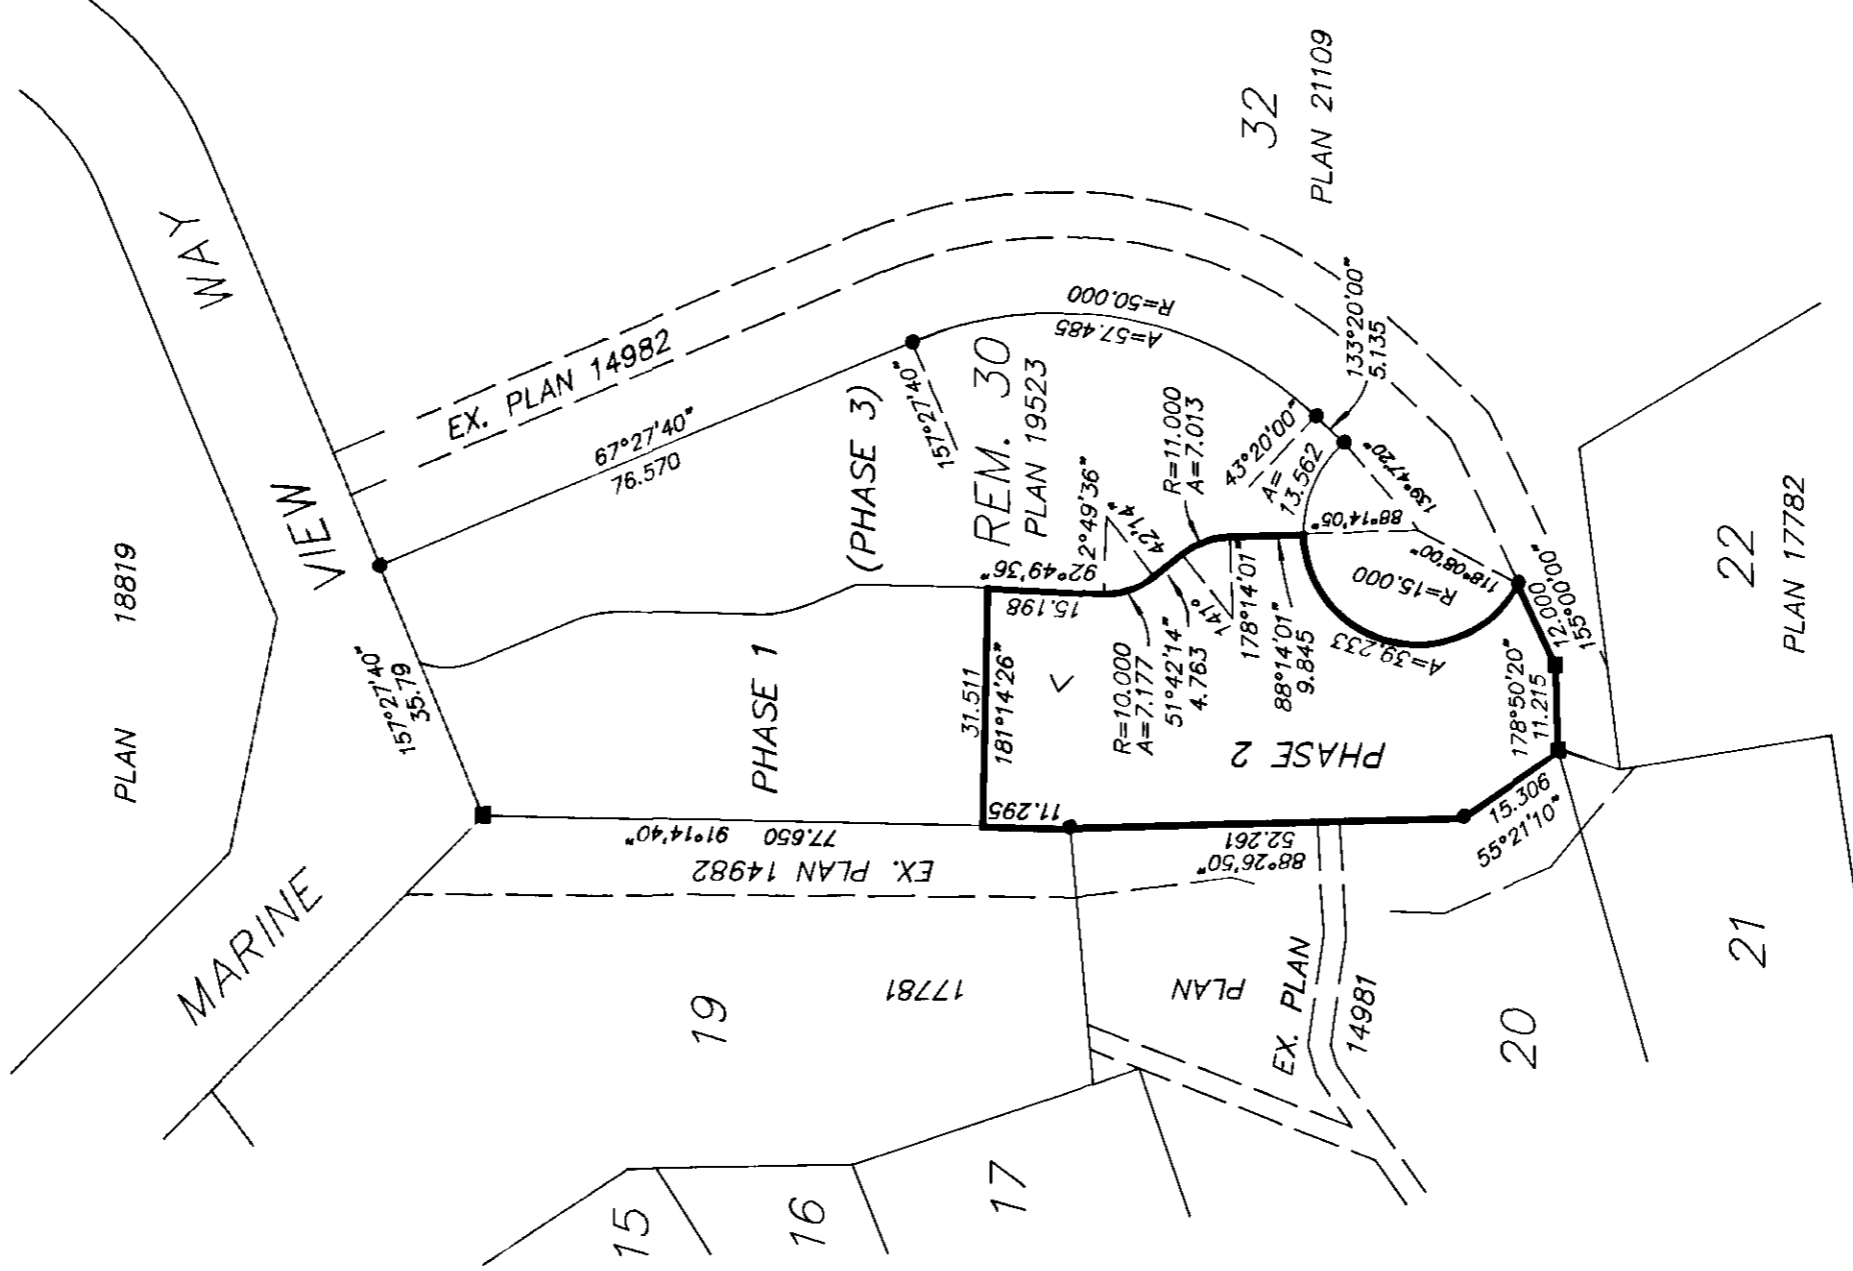 PLAN 18819
MARINE VIEW WAY
157°27'40"
35.79
EX. PLAN 14982
67°27'40"
76.570
(PHASE 3)
157°27'40"
REM. 30
PLAN 19523
R=50.000
A=57.485
32
PLAN 21109
133°20'00"
5.135
43°20'00"
A=
13.562
139°47'20"
88°14'05"
118°08'00"
R=15.000
A=39.233
R=11.000
A=7.013
92°49'36"
92°49'36"
15.198
42'14"
141°
R=10.000
A=7.177
51°42'14"
4.763
178°14'01"
88°14'01"
9.845
PHASE 1
31.511
181°14'26"
11.295
PHASE 2
77.650 91°14'40"
EX. PLAN 14982
52.261
88°26'50"
15.306
55°21'10"
178°50'20"
11.215
12.000
155°00'00"
22
PLAN 17782
21
20
19
17781
PLAN
EX. PLAN
14981
17
16
15